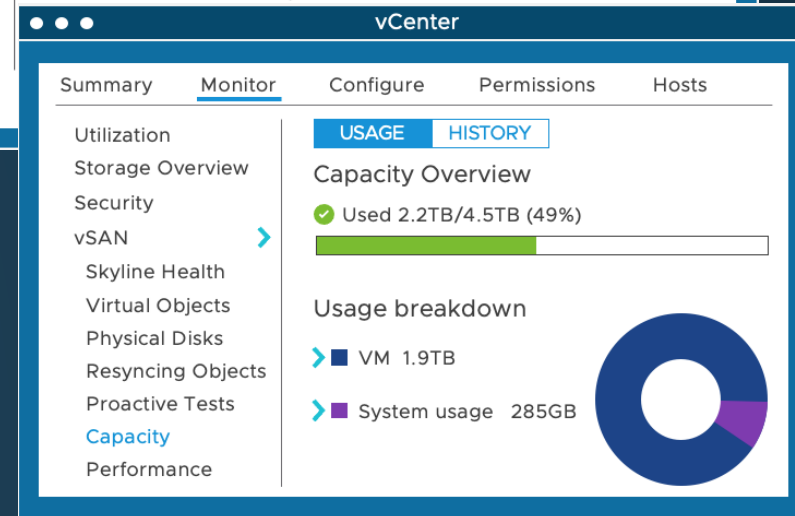 vCenter
Summary Monitor Configure Permissions Hosts
Utilization
Storage Overview
Security
vSAN
Skyline Health
Virtual Objects
Physical Disks
Resyncing Objects
Proactive Tests
Capacity
Performance
USAGE HISTORY
Capacity Overview
Used 2.2TB/4.5TB (49%)
Usage breakdown
VM 1.9TB
System usage 285GB